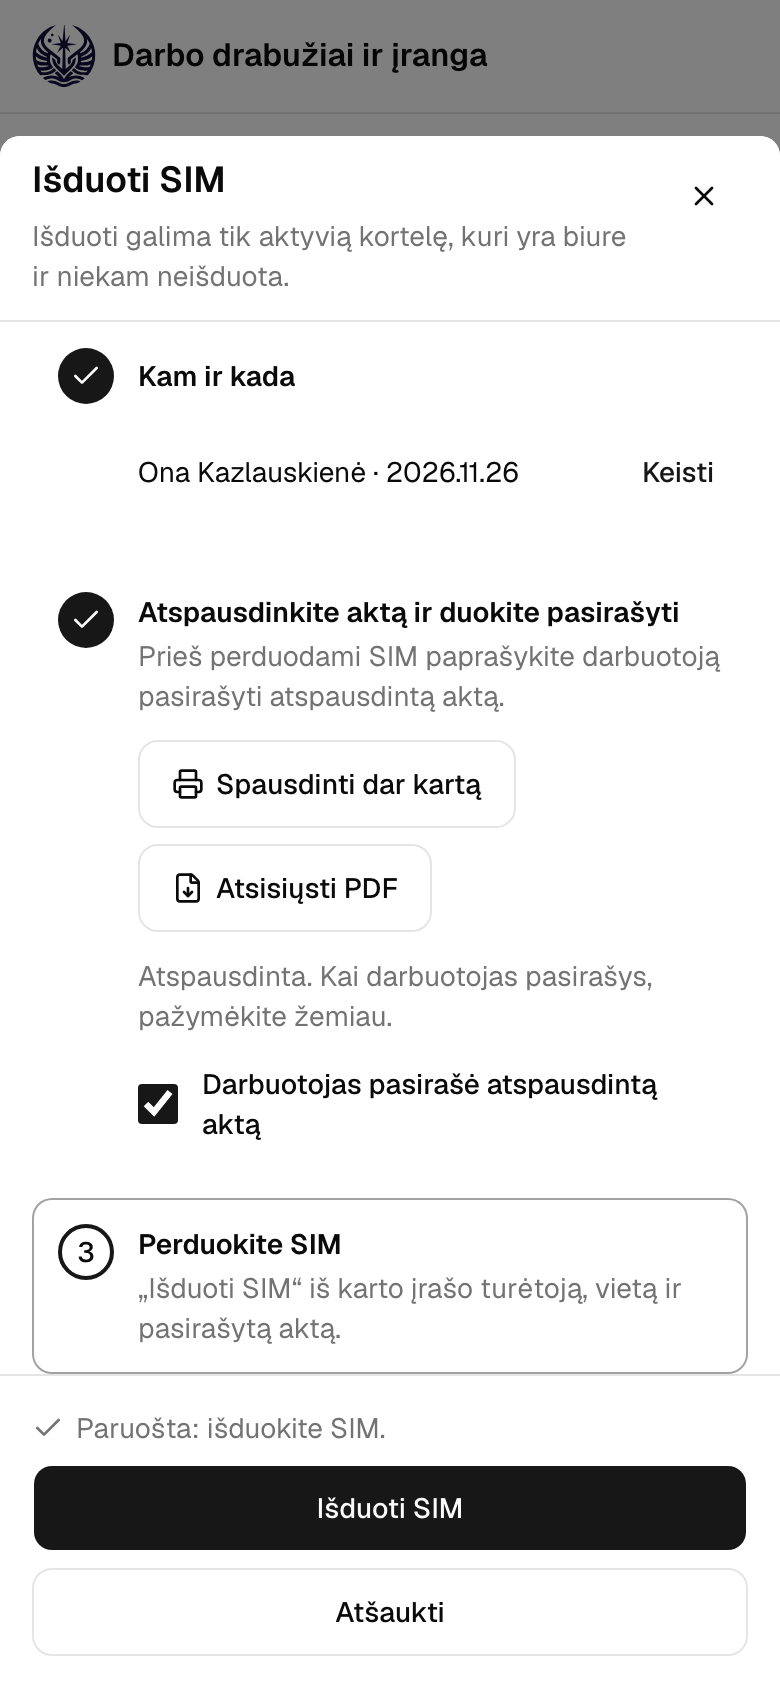 Darbo drabužiai ir įranga
Išduoti SIM
Išduoti galima tik aktyvią kortelę, kuri yra biure
ir niekam neišduota.
Kam ir kada
Ona Kazlauskienė · 2026.11.26
Keisti
Atspausdinkite aktą ir duokite pasirašyti
Prieš perduodami SIM paprašykite darbuotoją
pasirašyti atspausdintą aktą.
Spausdinti dar kartą
Atsisiųsti PDF
Atspausdinta. Kai darbuotojas pasirašys,
pažymėkite žemiau.
Darbuotojas pasirašė atspausdintą
aktą
3
Perduokite SIM
„Išduoti SIM“ iš karto įrašo turėtoją, vietą ir
pasirašytą aktą.
Paruošta: išduokite SIM.
Išduoti SIM
Atšaukti